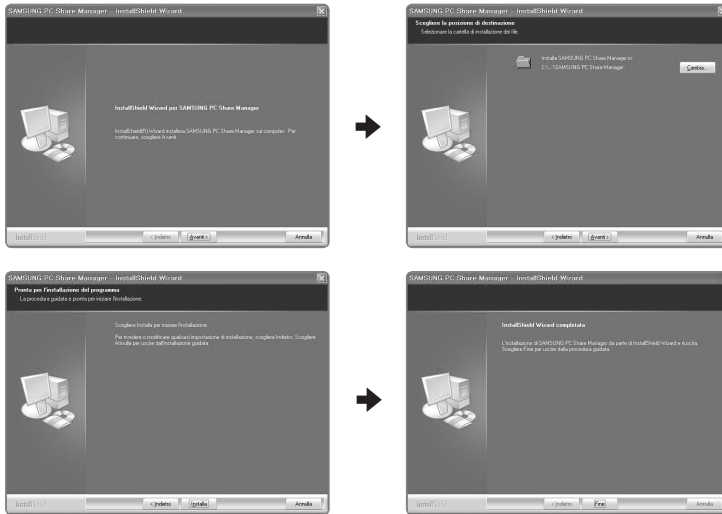 SAMSUNG PC Share Manager - InstallShield Wizard
InstallShield Wizard per SAMSUNG PC Share Manager
InstallShield(R) Wizard installerà SAMSUNG PC Share Manager sul computer. Per
continuare, scegliere Avanti.
InstallShield
< Indietro
Avanti >
Annulla
SAMSUNG PC Share Manager - InstallShield Wizard
Scegliere la posizione di destinazione
Selezionare la cartella di installazione dei file.
Installa SAMSUNG PC Share Manager in:
C:\...\SAMSUNG PC Share Manager
Cambia...
InstallShield
< Indietro
Avanti >
Annulla
SAMSUNG PC Share Manager - InstallShield Wizard
Pronta per l'installazione del programma
La procedura guidata è pronta per iniziare l'installazione.
Scegliere Installa per iniziare l'installazione.
Per rivedere o modificare qualsiasi impostazione di installazione, scegliere Indietro. Scegliere
Annulla per uscire dall'installazione guidata.
InstallShield
< Indietro
Installa
Annulla
SAMSUNG PC Share Manager - InstallShield Wizard
InstallShield Wizard completata
L'installazione di SAMSUNG PC Share Manager da parte di InstallShield Wizard è riuscita.
Scegliere Fine per uscire dalla procedura guidata.
InstallShield
< Indietro
Fine
Annulla